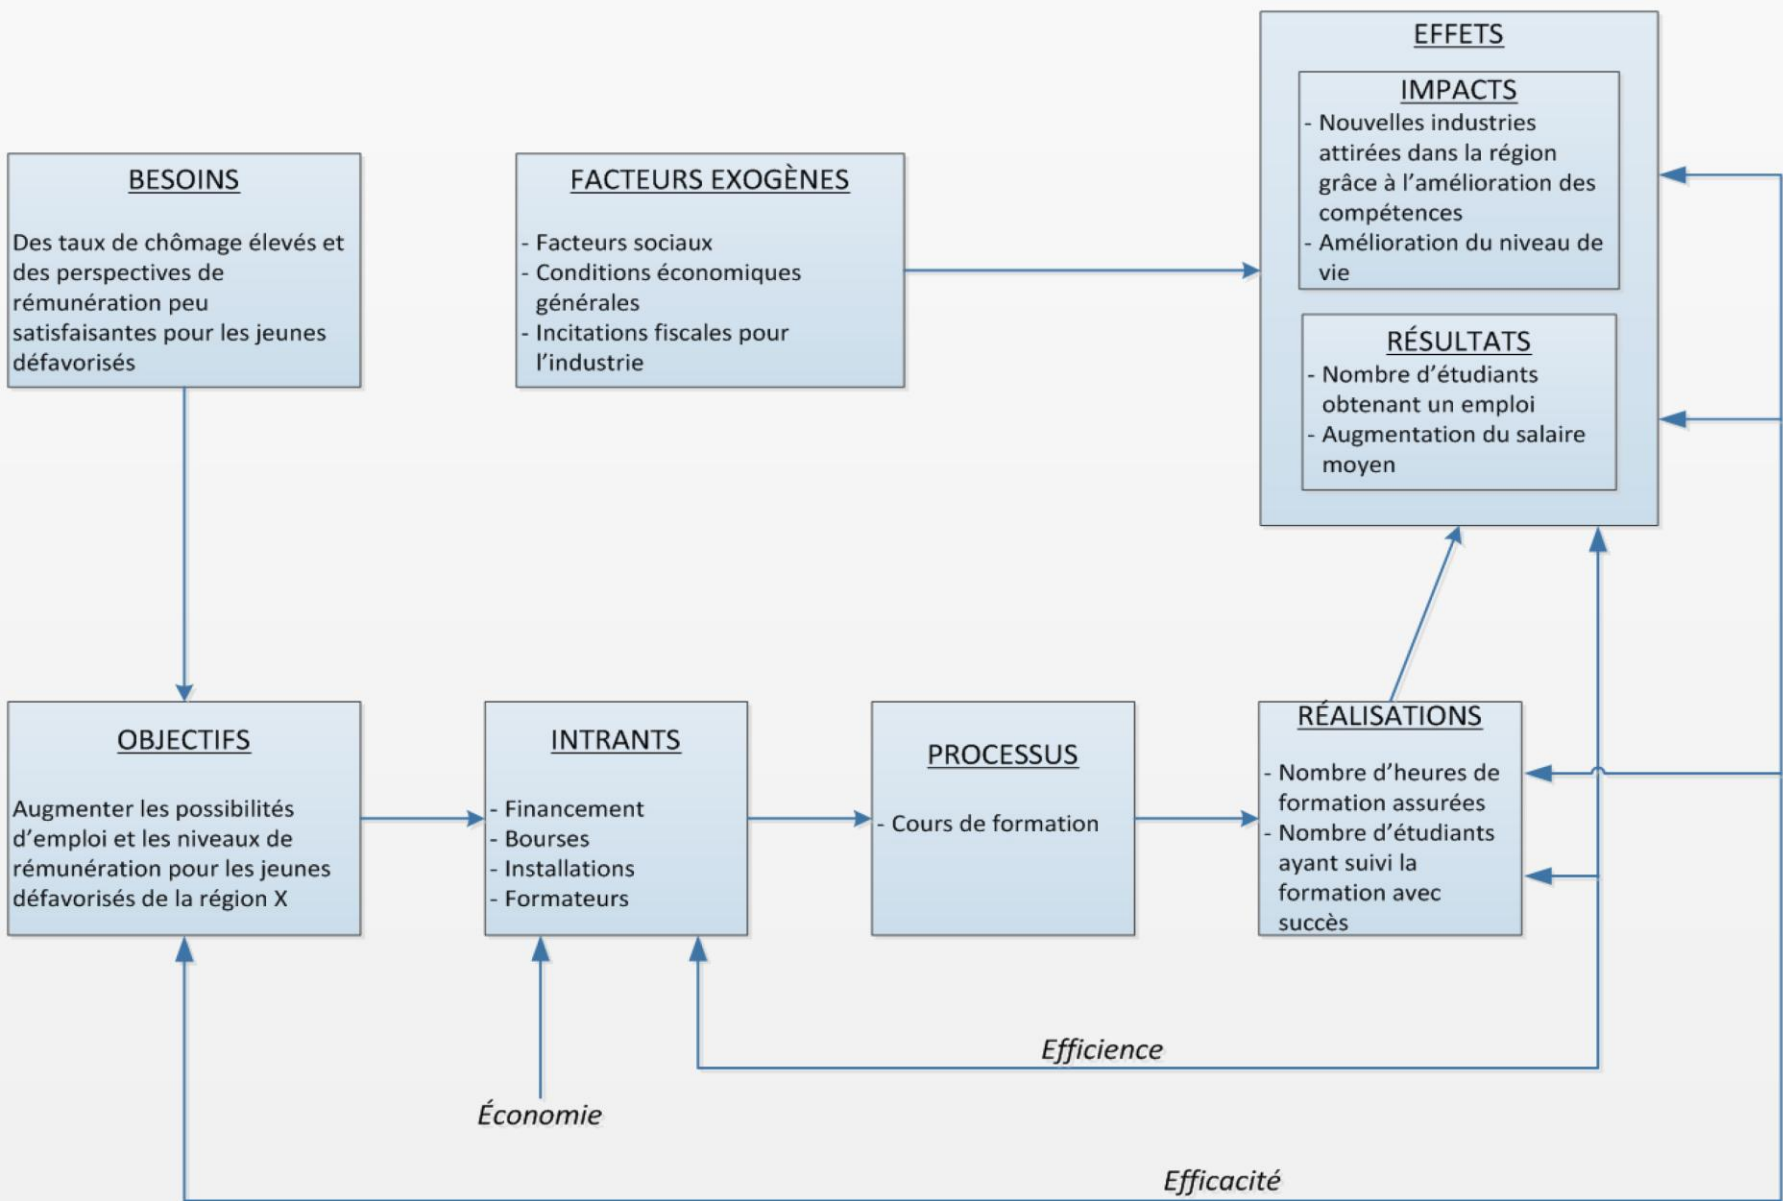 BESOINS
Des taux de chômage élevés et
des perspectives de
rémunération peu
satisfaisantes pour les jeunes
défavorisés
FACTEURS EXOGÈNES
- Facteurs sociaux
- Conditions économiques
générales
- Incitations fiscales pour
l'industrie
EFFETS
IMPACTS
- Nouvelles industries
attirées dans la région
grâce à l'amélioration des
compétences
- Amélioration du niveau de
vie
RÉSULTATS
- Nombre d'étudiants
obtenant un emploi
- Augmentation du salaire
moyen
OBJECTIFS
Augmenter les possibilités
d'emploi et les niveaux de
rémunération pour les jeunes
défavorisés de la région X
INTRANTS
- Financement
- Bourses
- Installations
- Formateurs
PROCESSUS
- Cours de formation
RÉALISATIONS
- Nombre d'heures de
formation assurées
- Nombre d'étudiants
ayant suivi la
formation avec
succès
Efficience
Économie
Efficacité